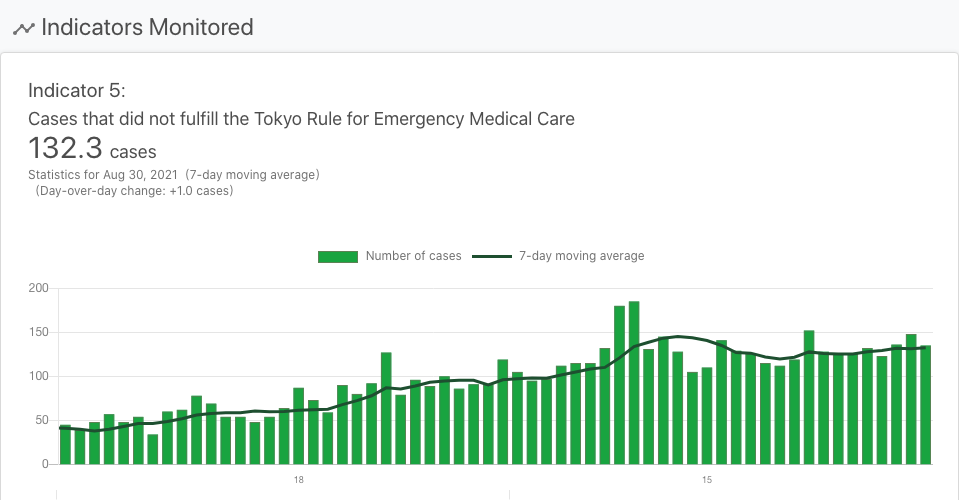 Indicators Monitored
Indicator 5:
Cases that did not fulfill the Tokyo Rule for Emergency Medical Care
132.3 cases
Statistics for Aug 30, 2021 (7-day moving average)
(Day-over-day change: +1.0 cases)
Number of cases 7-day moving average
200
150
100
50
0
18 15